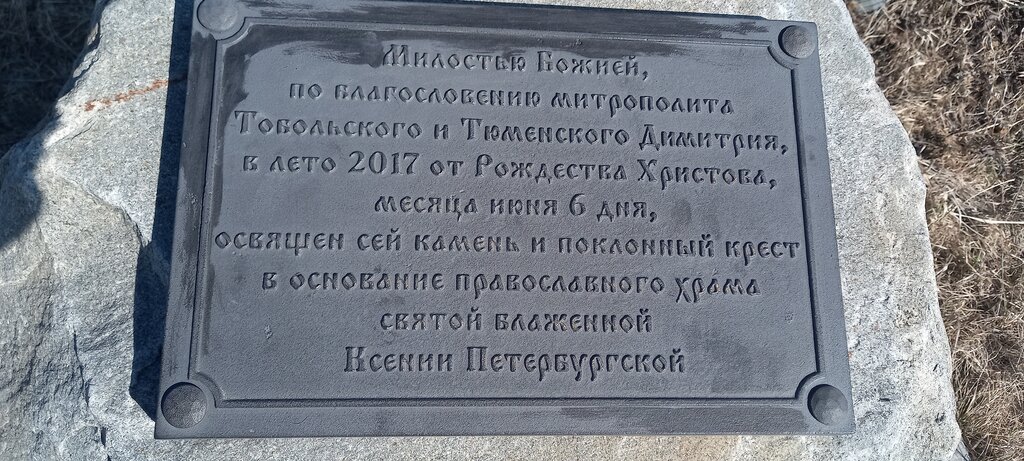 Милостью Божией,
по благословению митрополита
Тобольского и Тюменского Димитрия,
в лето 2017 от Рождества Христова,
месяца июня 6 дня,
освящен сей камень и поклонный крест
в основание православного храма
святой блаженной
Ксении Петербургской